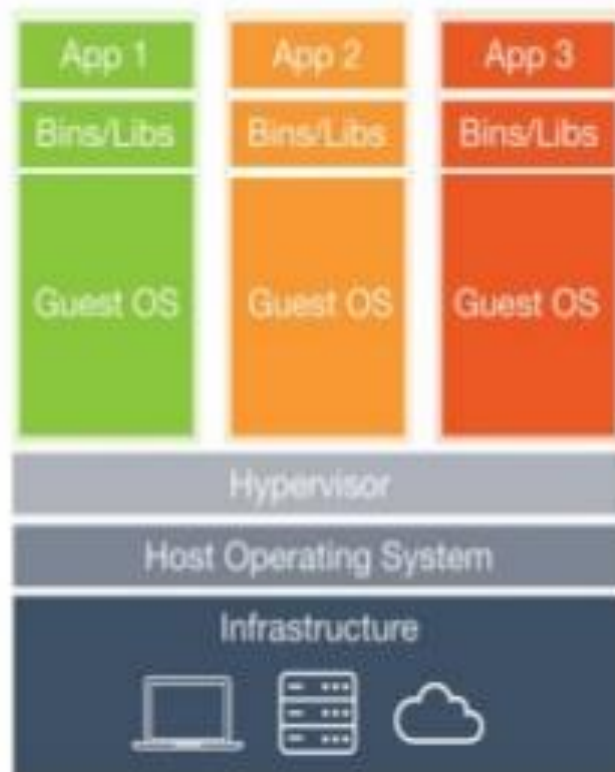 App 1 App 2 App 3
Bins/Libs Bins/Libs Bins/Libs
Guest OS Guest OS Guest OS
Hypervisor
Host Operating System
Infrastructure